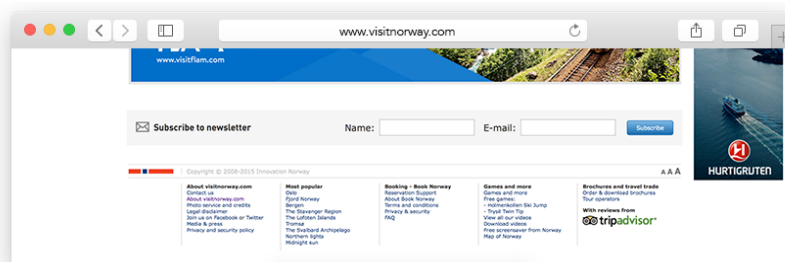 www.visitnorway.com
www.visitflam.com
HURTIGRUTEN
Subscribe to newsletter
Name:
E-mail:
Subscribe
Copyright © 2008-2015 Innovation Norway
A A A
About visitnorway.com
Contact us
About visitnorway.com
Photo service and credits
Legal disclaimer
Join us on Facebook or Twitter
Media & press
Privacy and security policy
Most popular
Oslo
Fjord Norway
Bergen
The Stavanger Region
The Lofoten Islands
Tromsø
The Svalbard Archipelago
Northern lights
Midnight sun
Booking - Book Norway
Reservation Support
About Book Norway
Terms and conditions
Privacy & security
FAQ
Games and more
Games and more
Free games:
- Holmenkollen Ski Jump
- Trysil Twin Tip
View all our videos
Download videos
Free screensaver from Norway
Map of Norway
Brochures and travel trade
Order & download brochures
Tour operators
With reviews from
tripadvisor®